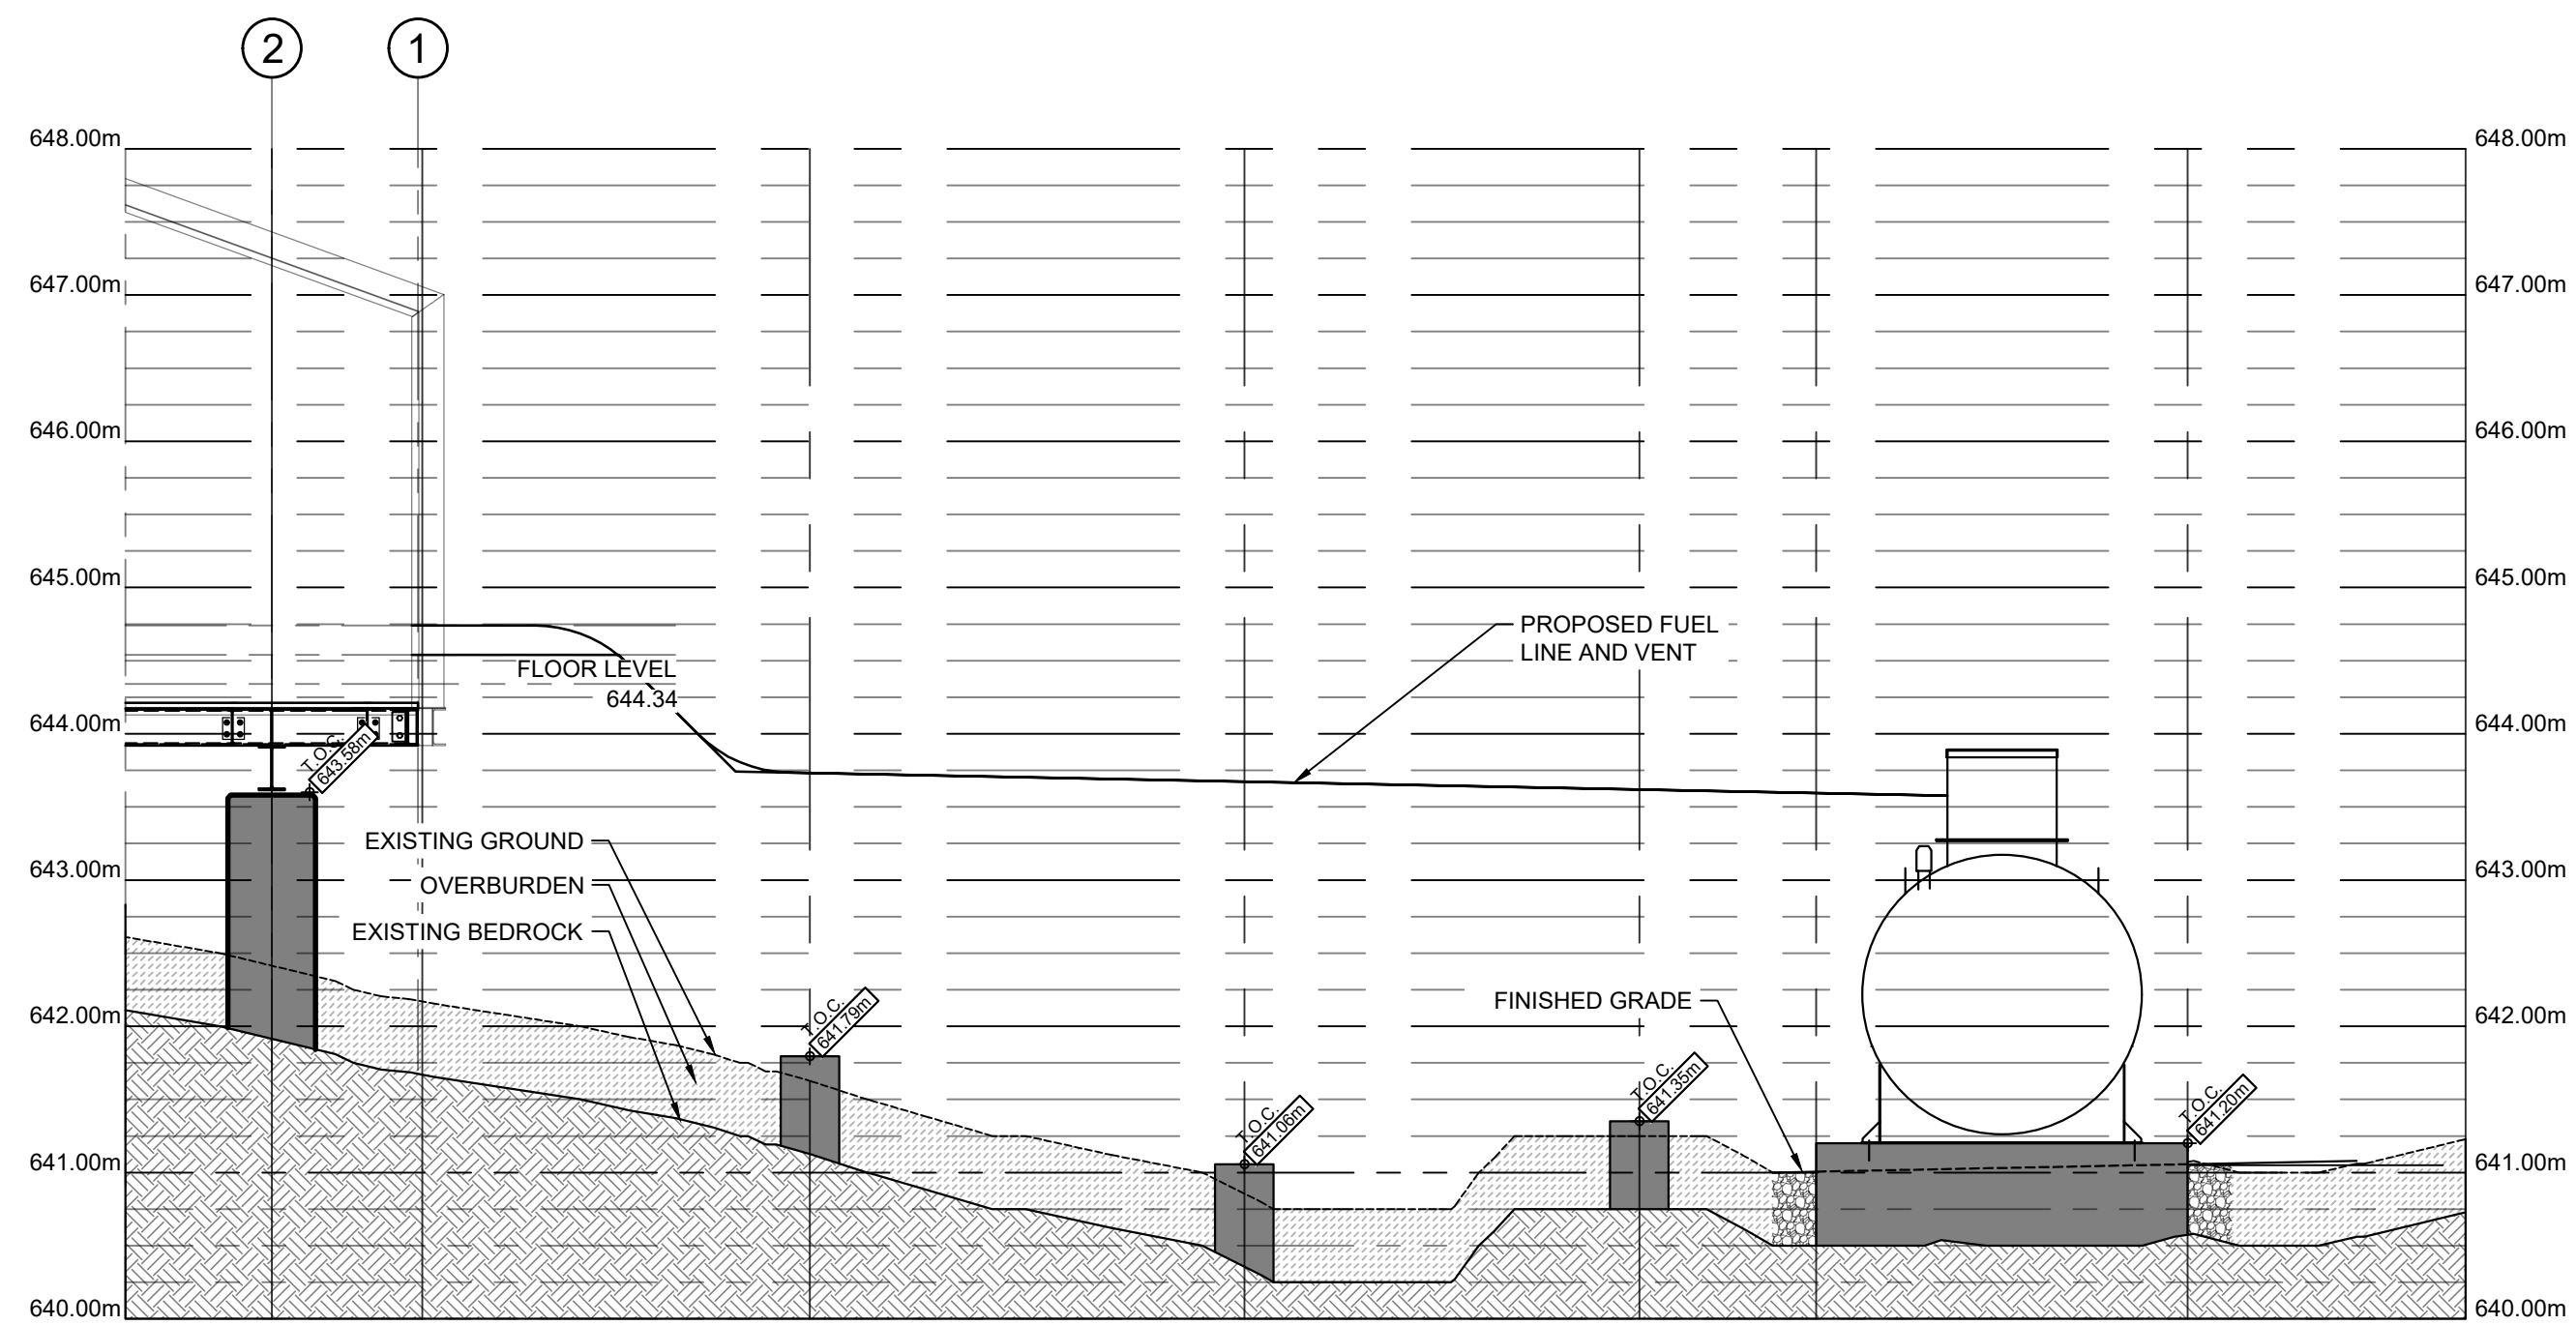 2
1
648.00m
648.00m
647.00m
647.00m
646.00m
646.00m
645.00m
645.00m
PROPOSED FUEL
LINE AND VENT
FLOOR LEVEL
644.34
644.00m
644.00m
T.O.C.
643.58m
EXISTING GROUND
643.00m
643.00m
OVERBURDEN
EXISTING BEDROCK
642.00m
642.00m
FINISHED GRADE
T.O.C.
641.79m
T.O.C.
641.35m
T.O.C.
641.20m
T.O.C.
641.06m
641.00m
641.00m
640.00m
640.00m